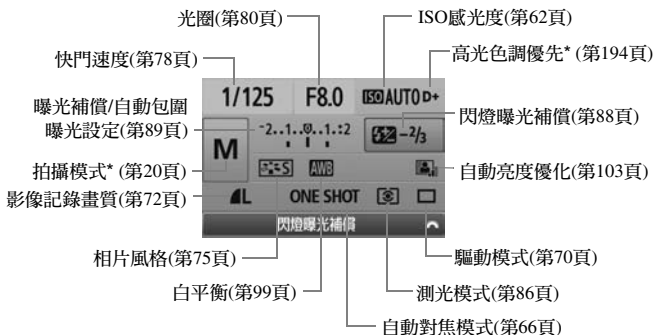 光圈(第80頁)
ISO感光度(第62頁)
快門速度(第78頁)
高光色調優先* (第194頁)
1/125 F8.0 ISO AUTO D+
曝光補償/自動包圍
曝光設定(第89頁)
-2..1..0..1.:2
閃燈曝光補償(第88頁)
-2/3
M
拍攝模式* (第20頁)
S AWB
自動亮度優化(第103頁)
影像記錄畫質(第72頁)
L ONE SHOT
閃燈曝光補償
相片風格(第75頁)
驅動模式(第70頁)
白平衡(第99頁)
測光模式(第86頁)
自動對焦模式(第66頁)